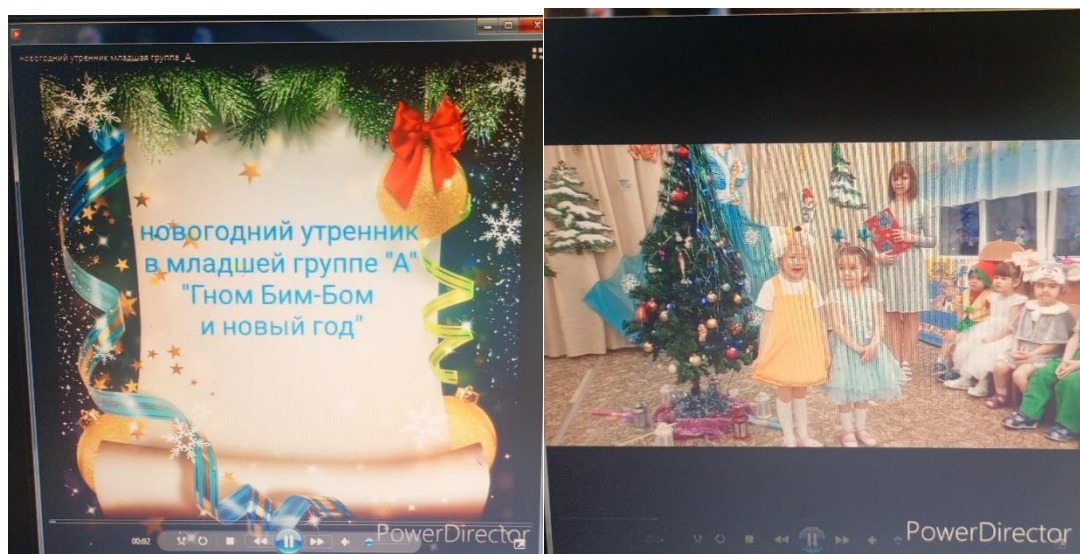 новогодний утренник младшая группа _А_
новогодний утренник
в младшей группе "А"
"Гном Бим-Бом
и новый год"
00:02
PowerDirector
PowerDirector